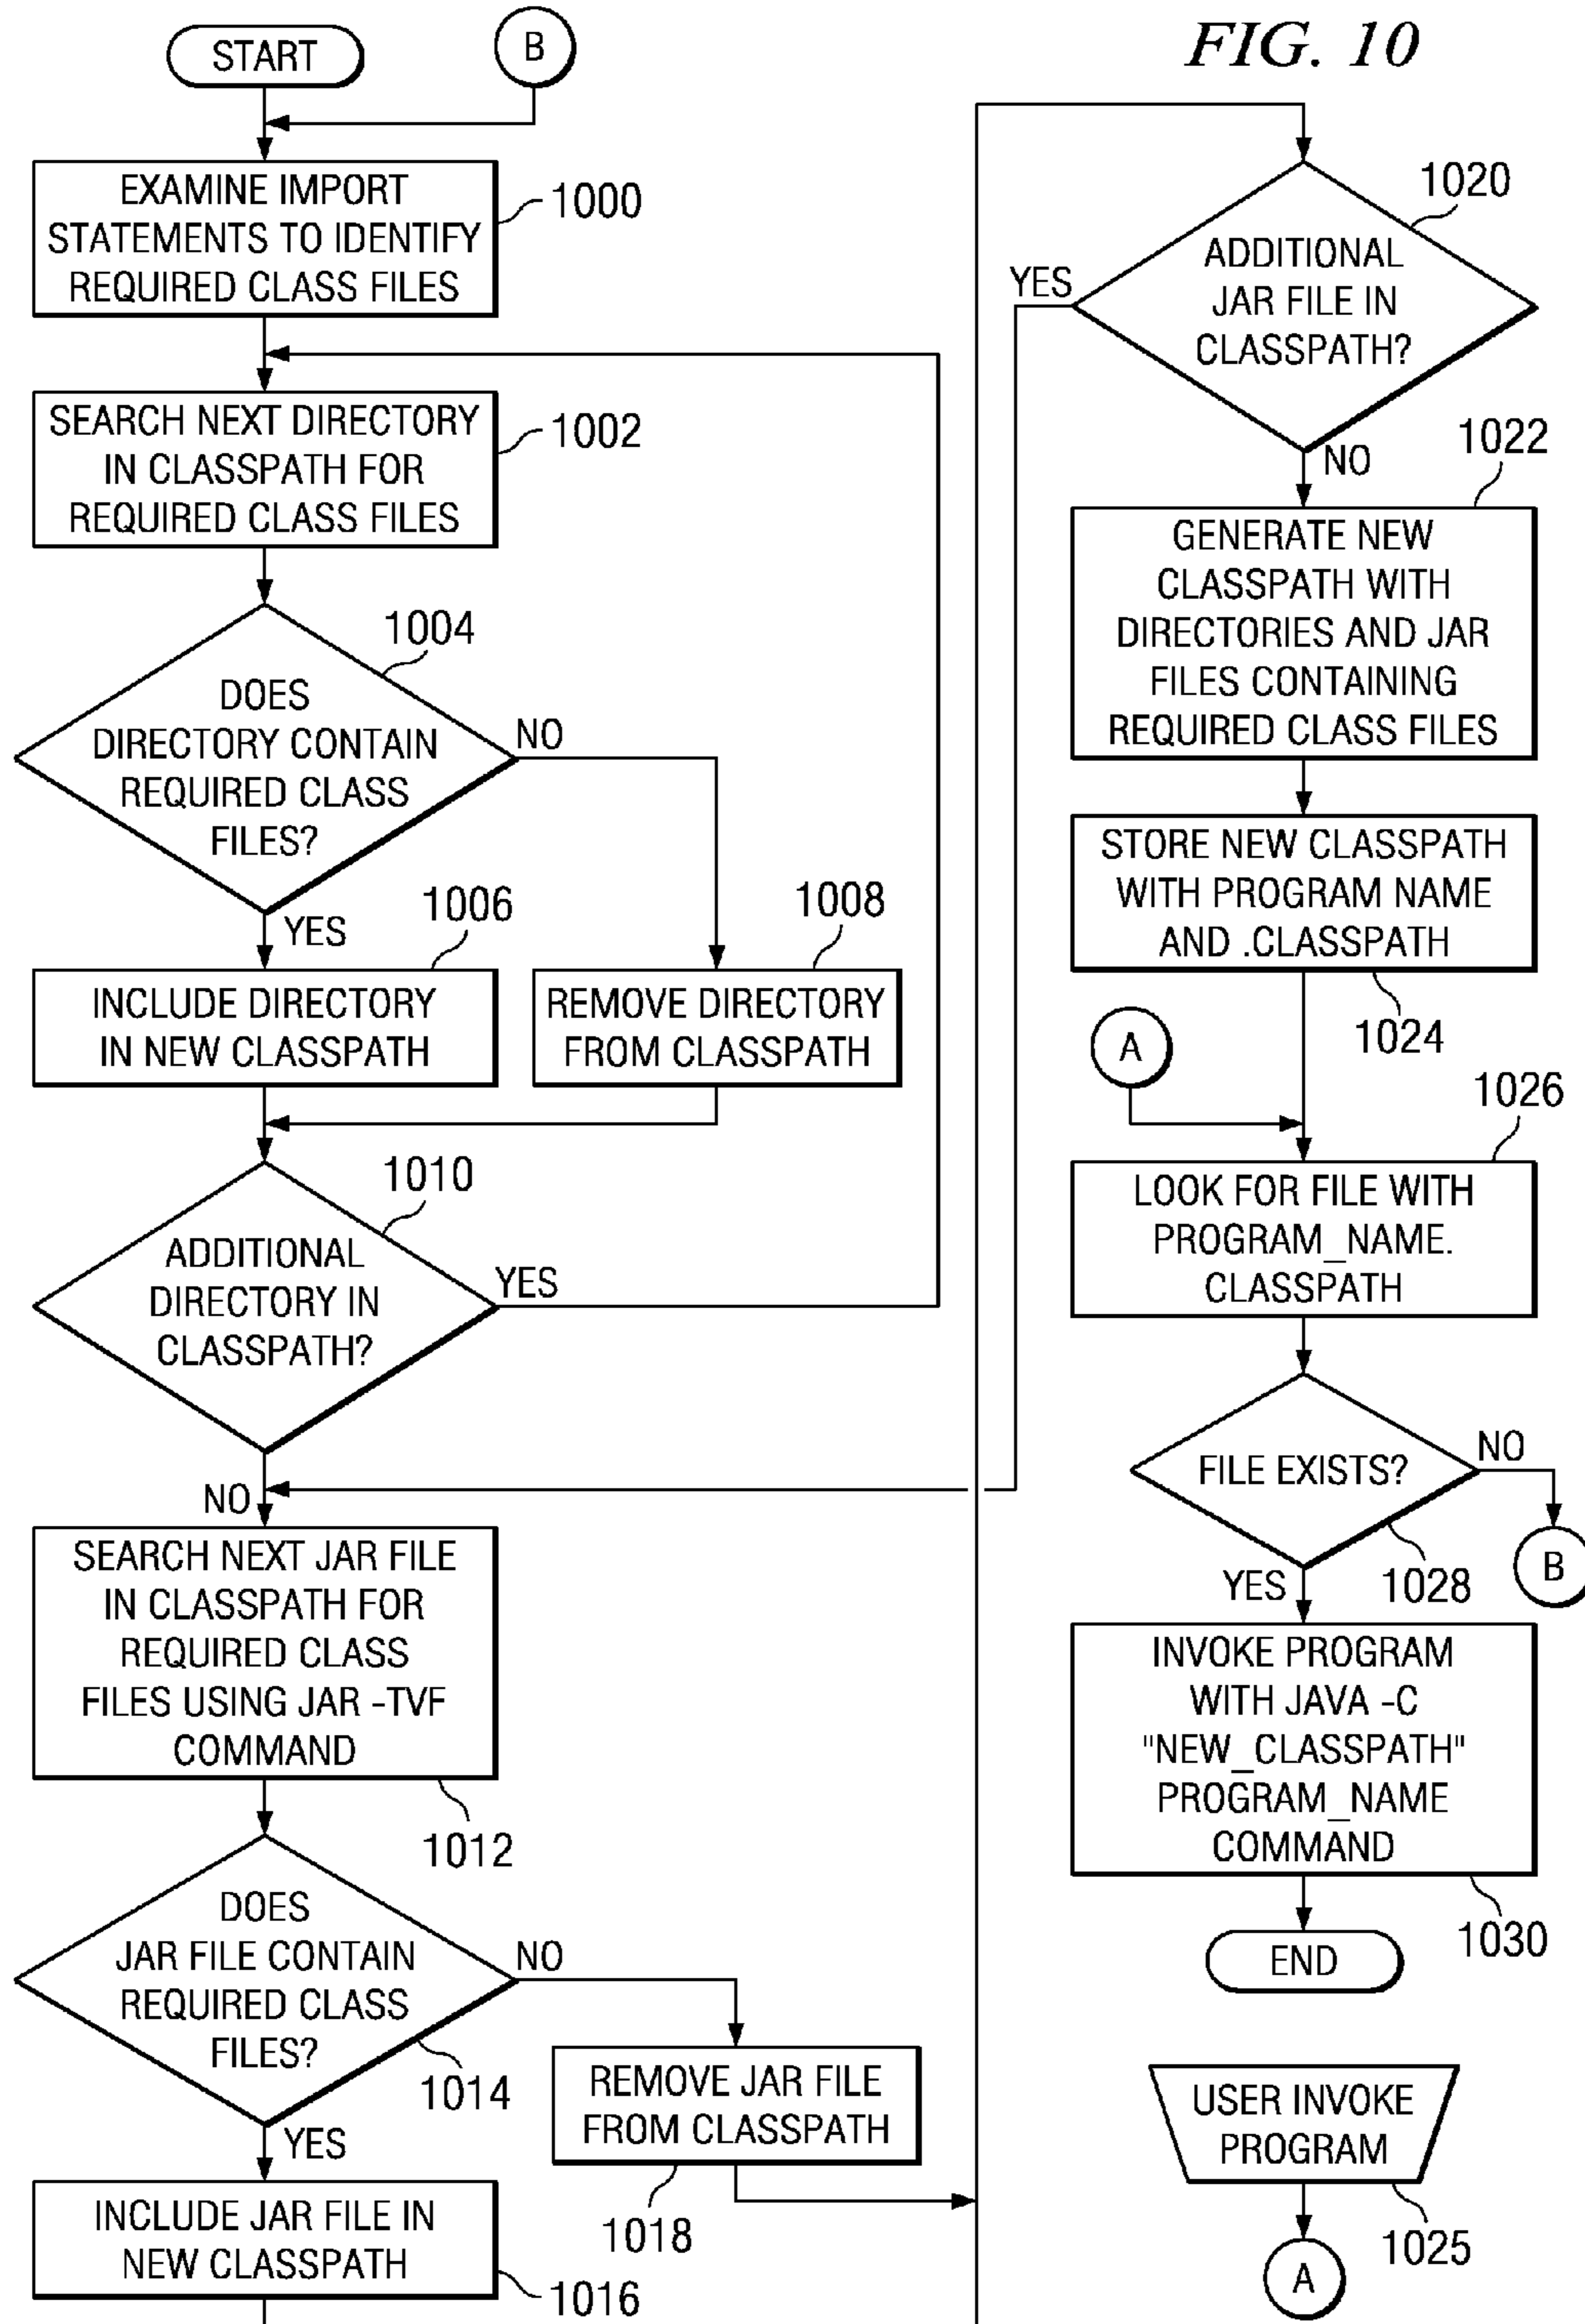 FIG. 10
START
B
EXAMINE IMPORT
STATEMENTS TO IDENTIFY
REQUIRED CLASS FILES
1000
SEARCH NEXT DIRECTORY
IN CLASSPATH FOR
REQUIRED CLASS FILES
1002
DOES
DIRECTORY CONTAIN
REQUIRED CLASS
FILES?
1004
NO
YES
INCLUDE DIRECTORY
IN NEW CLASSPATH
1006
REMOVE DIRECTORY
FROM CLASSPATH
1008
ADDITIONAL
DIRECTORY IN
CLASSPATH?
1010
YES
NO
SEARCH NEXT JAR FILE
IN CLASSPATH FOR
REQUIRED CLASS
FILES USING JAR -TVF
COMMAND
1012
DOES
JAR FILE CONTAIN
REQUIRED CLASS
FILES?
1014
NO
YES
REMOVE JAR FILE
FROM CLASSPATH
1018
INCLUDE JAR FILE IN
NEW CLASSPATH
1016
ADDITIONAL
JAR FILE IN
CLASSPATH?
1020
YES
NO
GENERATE NEW
CLASSPATH WITH
DIRECTORIES AND JAR
FILES CONTAINING
REQUIRED CLASS FILES
1022
STORE NEW CLASSPATH
WITH PROGRAM NAME
AND .CLASSPATH
1024
A
LOOK FOR FILE WITH
PROGRAM_NAME.
CLASSPATH
1026
FILE EXISTS?
1028
NO
B
YES
INVOKE PROGRAM
WITH JAVA -C
"NEW_CLASSPATH"
PROGRAM_NAME
COMMAND
1030
END
USER INVOKE
PROGRAM
1025
A